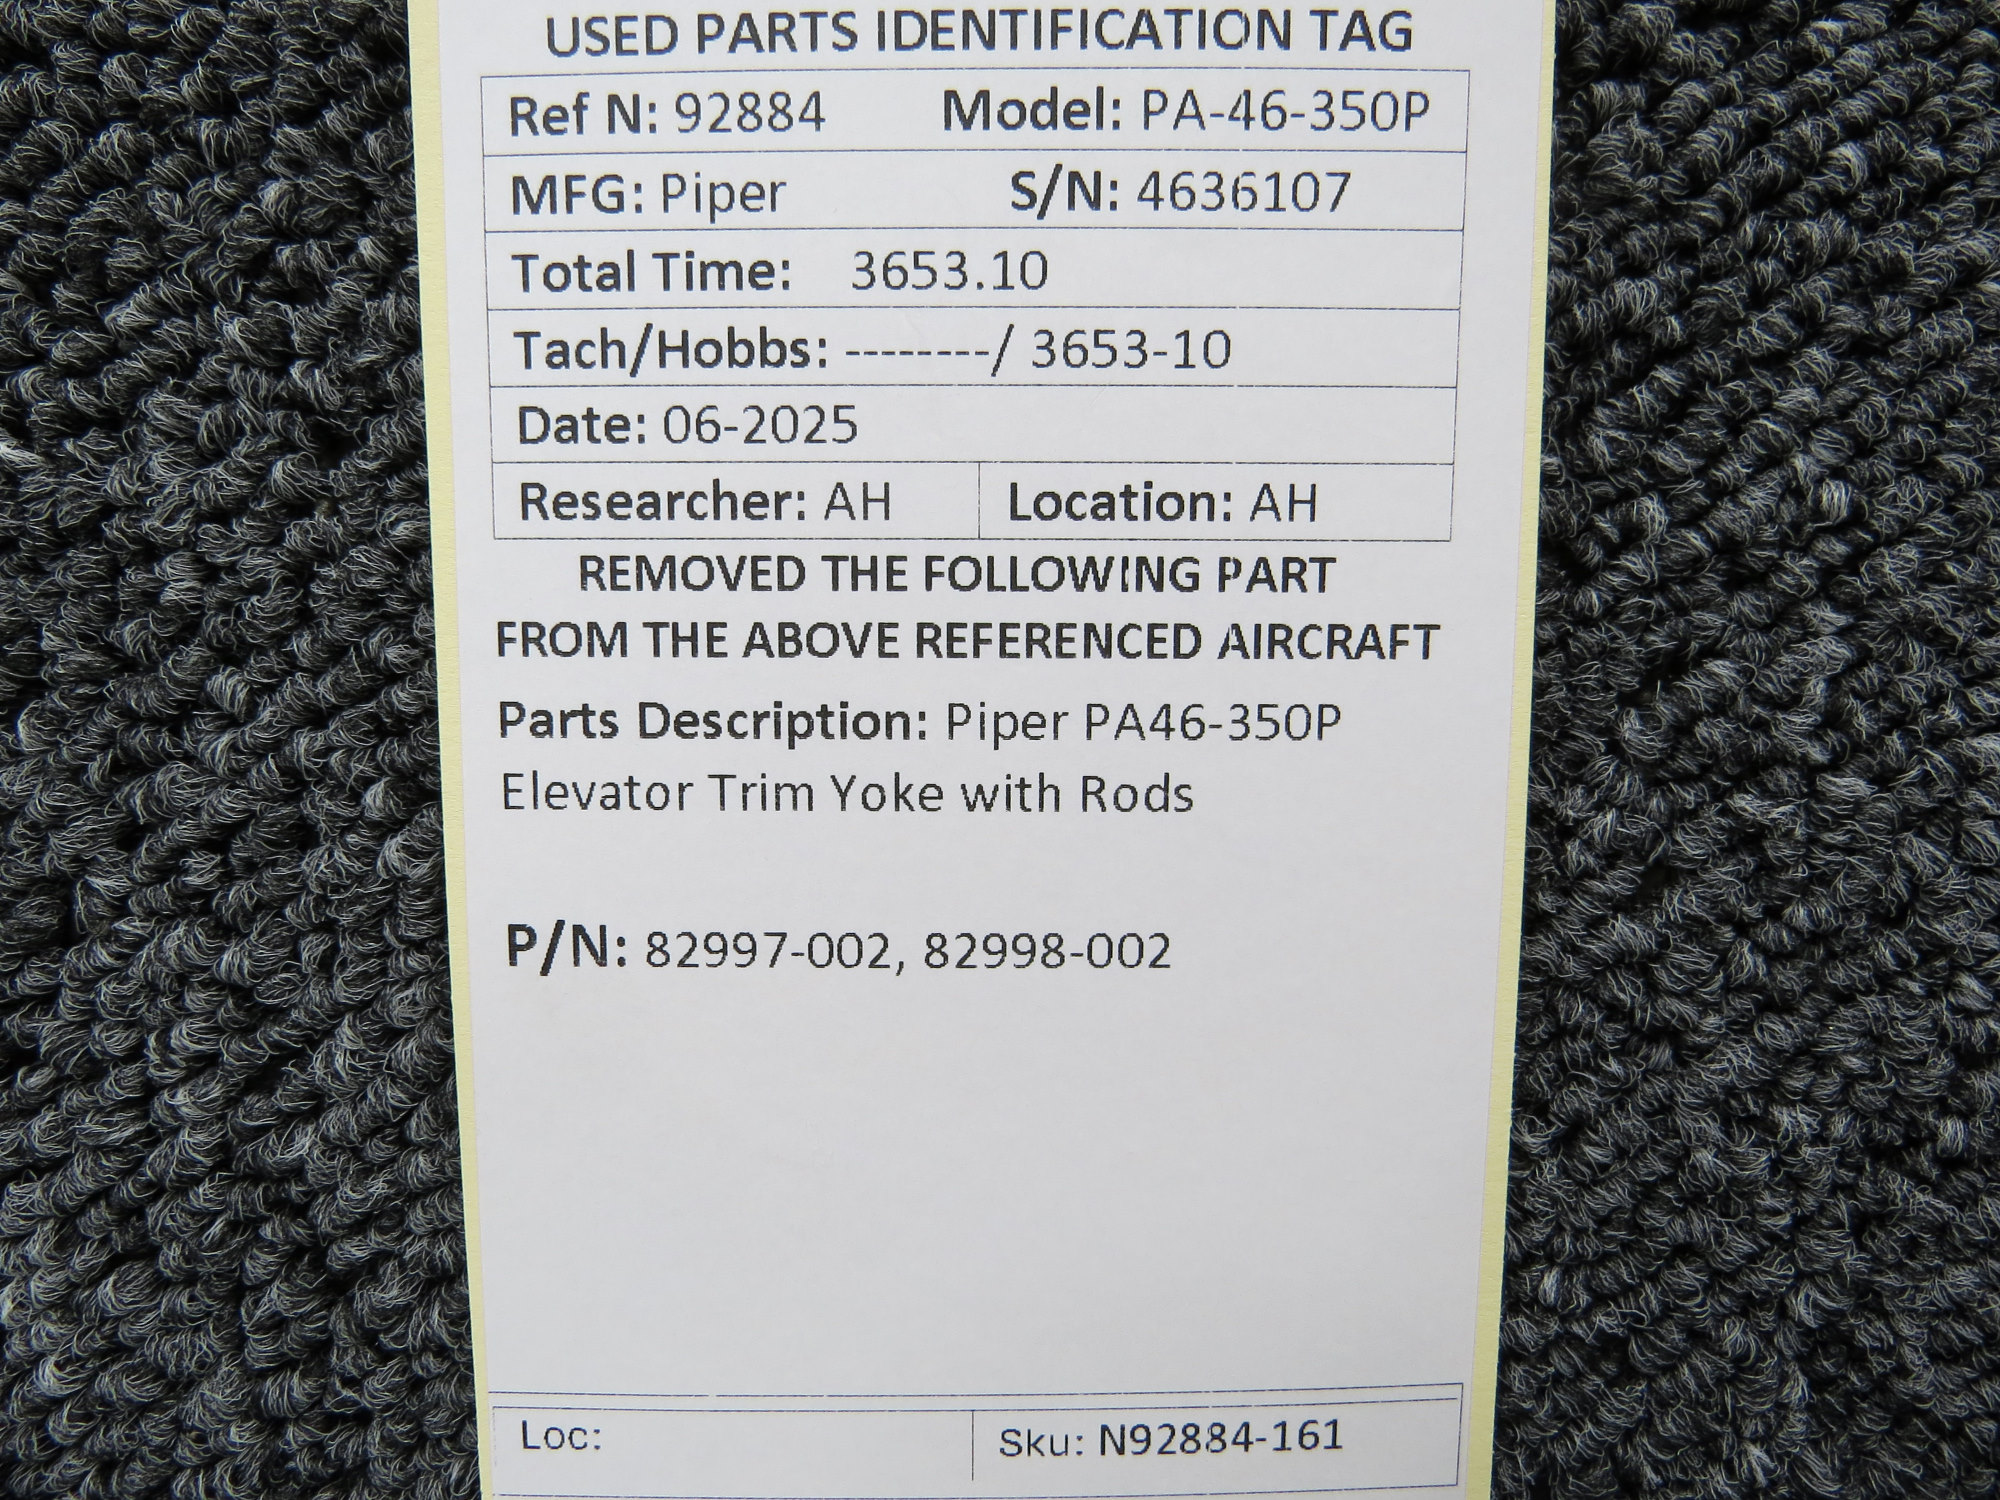 USED PARTS IDENTIFICATION TAG
Ref N: 92884 Model: PA-46-350P
MFG: Piper S/N: 4636107
Total Time: 3653.10
Tach/Hobbs: --------/ 3653-10
Date: 06-2025
Researcher: AH Location: AH
REMOVED THE FOLLOWING PART
FROM THE ABOVE REFERENCED AIRCRAFT
Parts Description: Piper PA46-350P
Elevator Trim Yoke with Rods
P/N: 82997-002, 82998-002
Loc: Sku: N92884-161